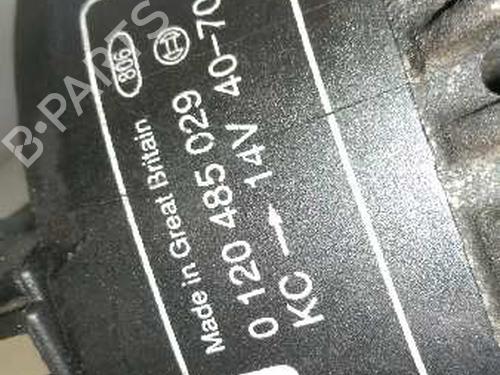 806
Made in Great Britain
0 120 485 029
KC → 14V 40-70
B-PARTS